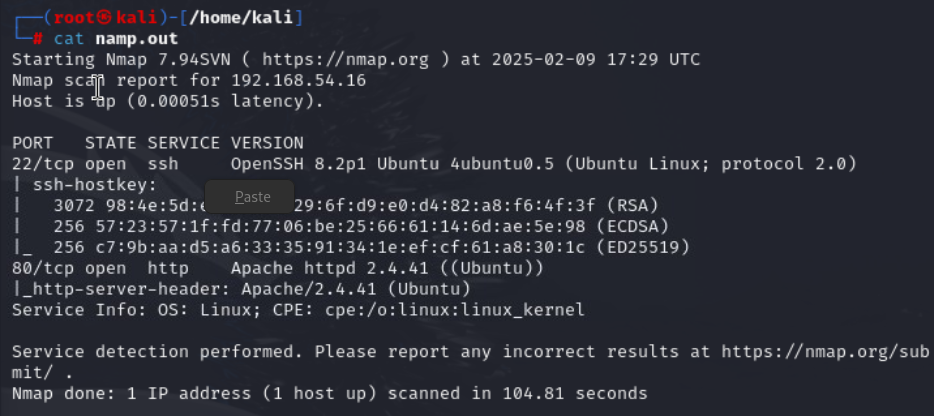 ┌──(root㉿kali)-[/home/kali]
└─# cat namp.out
Starting Nmap 7.94SVN ( https://nmap.org ) at 2025-02-09 17:29 UTC
Nmap scan report for 192.168.54.16
Host is up (0.00051s latency).
PORT   STATE SERVICE VERSION
22/tcp open  ssh     OpenSSH 8.2p1 Ubuntu 4ubuntu0.5 (Ubuntu Linux; protocol 2.0)
| ssh-hostkey:
Paste
|   3072 98:4e:5d: 29:6f:d9:e0:d4:82:a8:f6:4f:3f (RSA)
|   256 57:23:57:1f:fd:77:06:be:25:66:61:14:6d:ae:5e:98 (ECDSA)
|_  256 c7:9b:aa:d5:a6:33:35:91:34:1e:ef:cf:61:a8:30:1c (ED25519)
80/tcp open  http    Apache httpd 2.4.41 ((Ubuntu))
|_http-server-header: Apache/2.4.41 (Ubuntu)
Service Info: OS: Linux; CPE: cpe:/o:linux:linux_kernel
Service detection performed. Please report any incorrect results at https://nmap.org/sub
mit/ .
Nmap done: 1 IP address (1 host up) scanned in 104.81 seconds